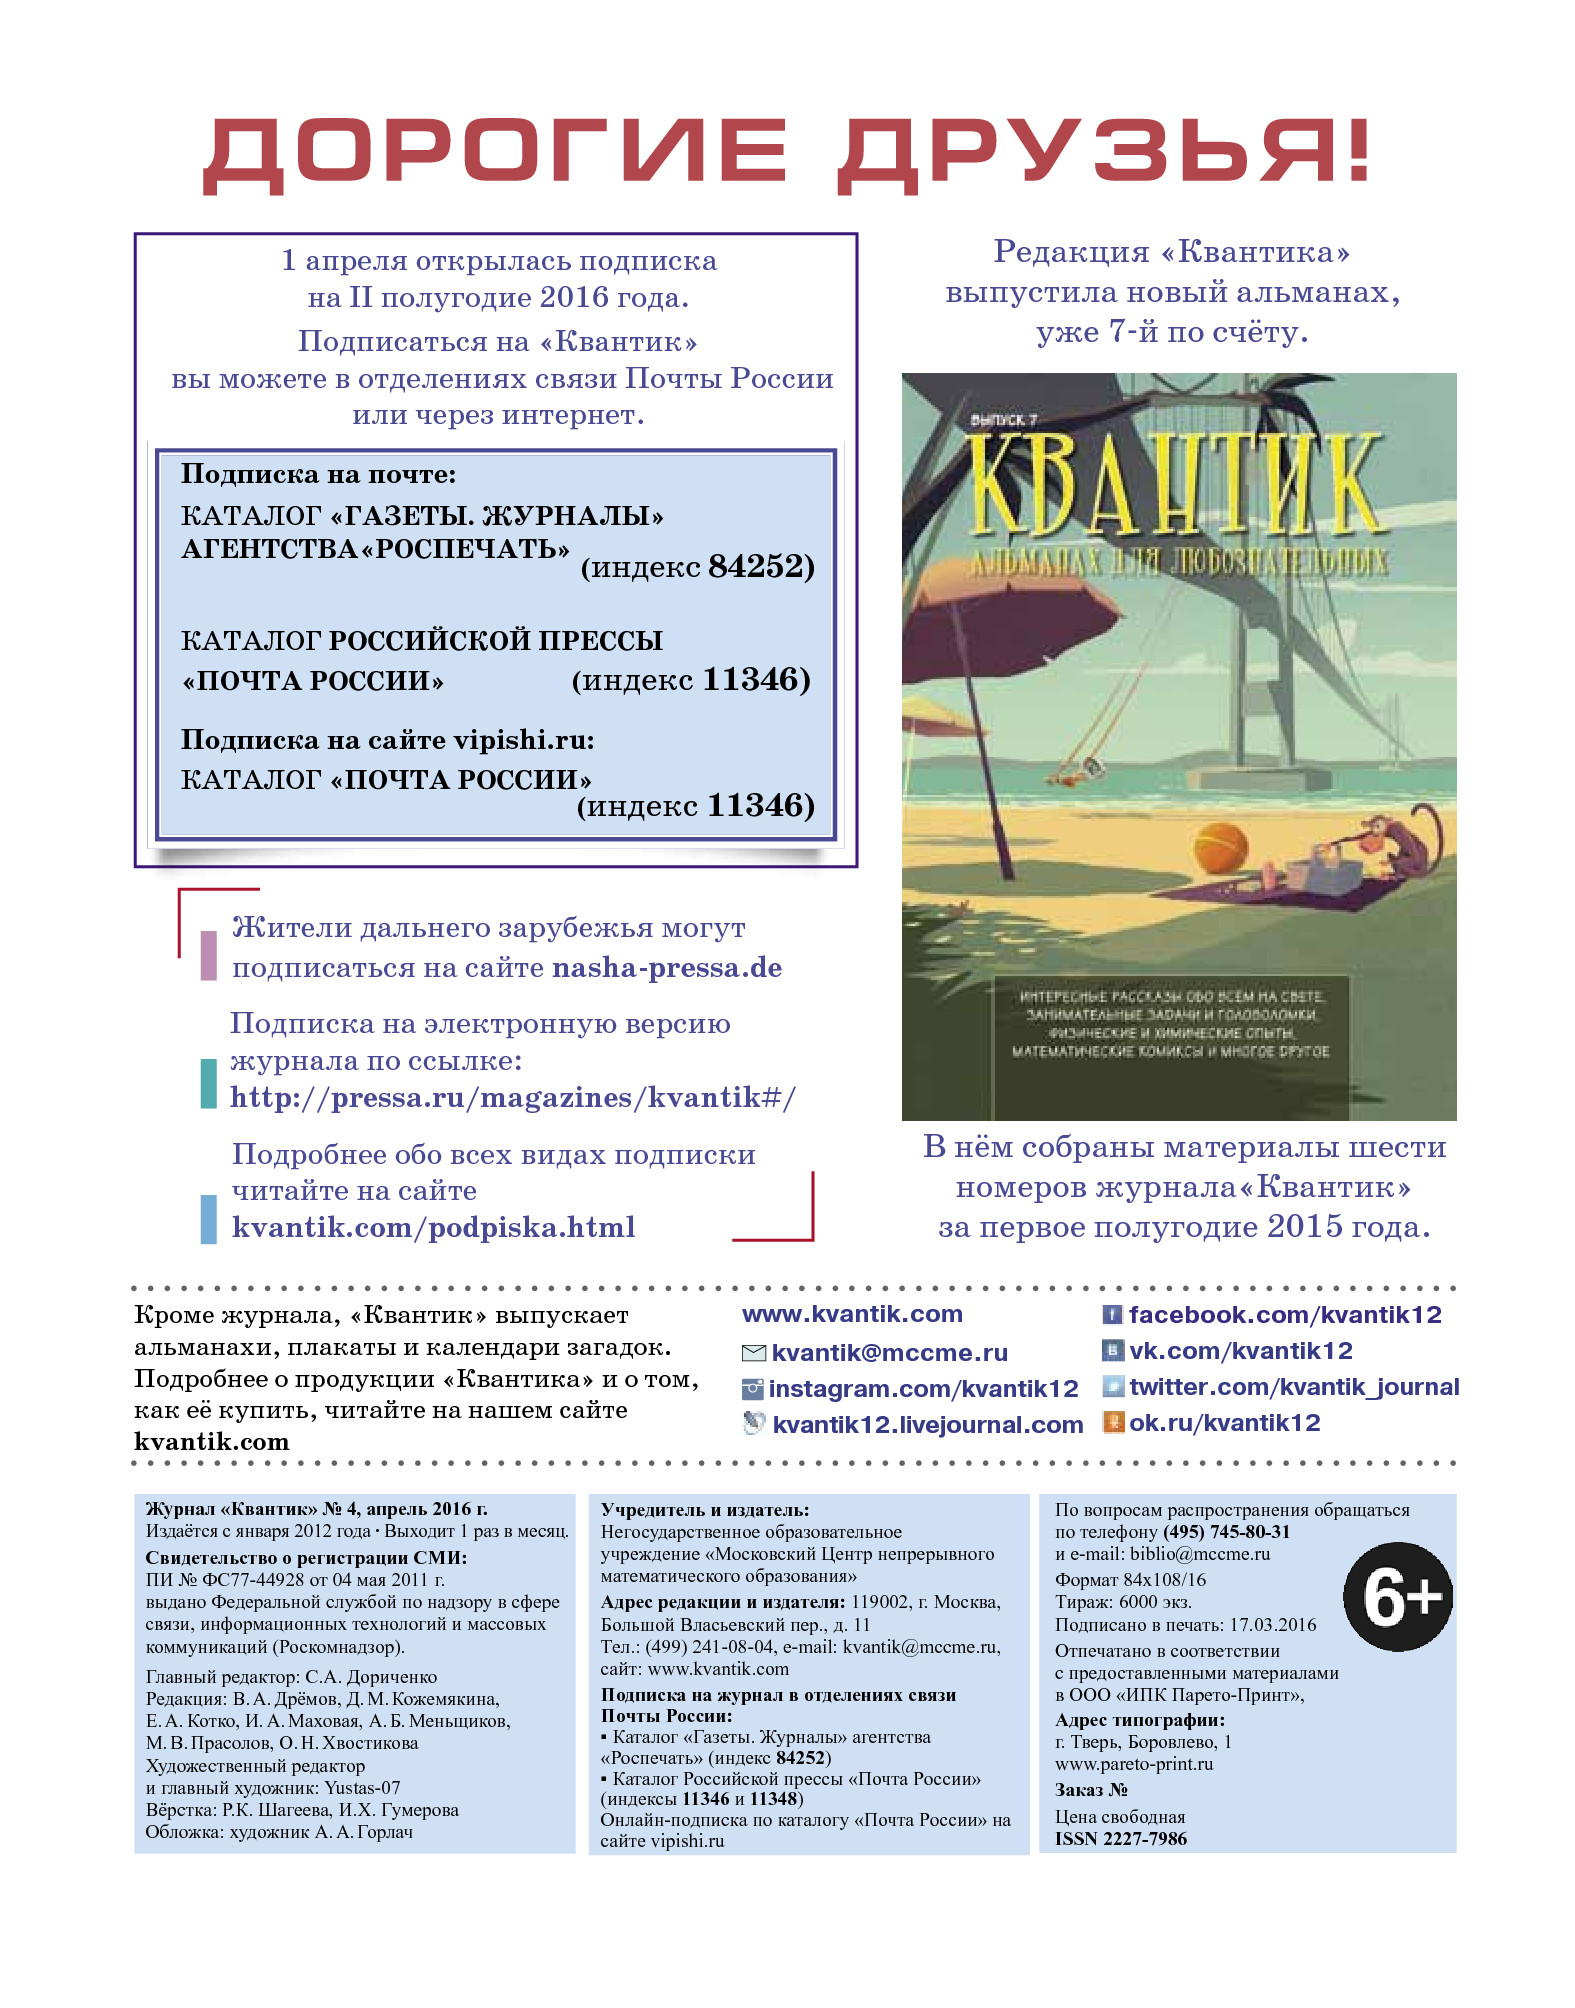 ДОРОГИЕ ДРУЗЬЯ!
1 апреля открылась подписка
на II полугодие 2016 года.
Подписаться на «Квантик»
вы можете в отделениях связи Почты России
или через интернет.
Подписка на почте:
КАТАЛОГ «ГАЗЕТЫ. ЖУРНАЛЫ»
АГЕНТСТВА«РОСПЕЧАТЬ»
(индекс 84252)
КАТАЛОГ РОССИЙСКОЙ ПРЕССЫ
«ПОЧТА РОССИИ» (индекс 11346)
Подписка на сайте vipishi.ru:
КАТАЛОГ «ПОЧТА РОССИИ»
(индекс 11346)
Жители дальнего зарубежья могут
подписаться на сайте nasha-pressa.de
Подписка на электронную версию
журнала по ссылке:
http://pressa.ru/magazines/kvantik#/
Подробнее обо всех видах подписки
читайте на сайте
kvantik.com/podpiska.html
Редакция «Квантика»
выпустила новый альманах,
уже 7-й по счёту.
ВЫПУСК 7
КВАНТИК
АЛЬМАНАХ ДЛЯ ЛЮБОЗНАТЕЛЬНЫХ
ИНТЕРЕСНЫЕ РАССКАЗЫ ОБО ВСЁМ НА СВЕТЕ,
ЗАНИМАТЕЛЬНЫЕ ЗАДАЧИ И ГОЛОВОЛОМКИ,
ФИЗИЧЕСКИЕ И ХИМИЧЕСКИЕ ОПЫТЫ,
МАТЕМАТИЧЕСКИЕ КОМИКСЫ И МНОГОЕ ДРУГОЕ
В нём собраны материалы шести
номеров журнала«Квантик»
за первое полугодие 2015 года.
Кроме журнала, «Квантик» выпускает
альманахи, плакаты и календари загадок.
Подробнее о продукции «Квантика» и о том,
как её купить, читайте на нашем сайте
kvantik.com
www.kvantik.com
kvantik@mccme.ru
instagram.com/kvantik12
kvantik12.livejournal.com
facebook.com/kvantik12
vk.com/kvantik12
twitter.com/kvantik_journal
ok.ru/kvantik12
Журнал «Квантик» № 4, апрель 2016 г.
Издаётся с января 2012 года · Выходит 1 раз в месяц.
Свидетельство о регистрации СМИ:
ПИ № ФС77-44928 от 04 мая 2011 г.
выдано Федеральной службой по надзору в сфере
связи, информационных технологий и массовых
коммуникаций (Роскомнадзор).
Главный редактор: С.А. Дориченко
Редакция: В. А. Дрёмов, Д. М. Кожемякина,
Е. А. Котко, И. А. Маховая, А. Б. Меньщиков,
М. В. Прасолов, О. Н. Хвостикова
Художественный редактор
и главный художник: Yustas-07
Вёрстка: Р.К. Шагеева, И.Х. Гумерова
Обложка: художник А. А. Горлач
Учредитель и издатель:
Негосударственное образовательное
учреждение «Московский Центр непрерывного
математического образования»
Адрес редакции и издателя: 119002, г. Москва,
Большой Власьевский пер., д. 11
Тел.: (499) 241-08-04, e-mail: kvantik@mccme.ru,
сайт: www.kvantik.com
Подписка на журнал в отделениях связи
Почты России:
▪ Каталог «Газеты. Журналы» агентства
«Роспечать» (индекс 84252)
▪ Каталог Российской прессы «Почта России»
(индексы 11346 и 11348)
Онлайн-подписка по каталогу «Почта России» на
сайте vipishi.ru
По вопросам распространения обращаться
по телефону (495) 745-80-31
и e-mail: biblio@mccme.ru
Формат 84х108/16
Тираж: 6000 экз.
Подписано в печать: 17.03.2016
Отпечатано в соответствии
с предоставленными материалами
в ООО «ИПК Парето-Принт»,
Адрес типографии:
г. Тверь, Боровлево, 1
www.pareto-print.ru
Заказ №
Цена свободная
ISSN 2227-7986
6+